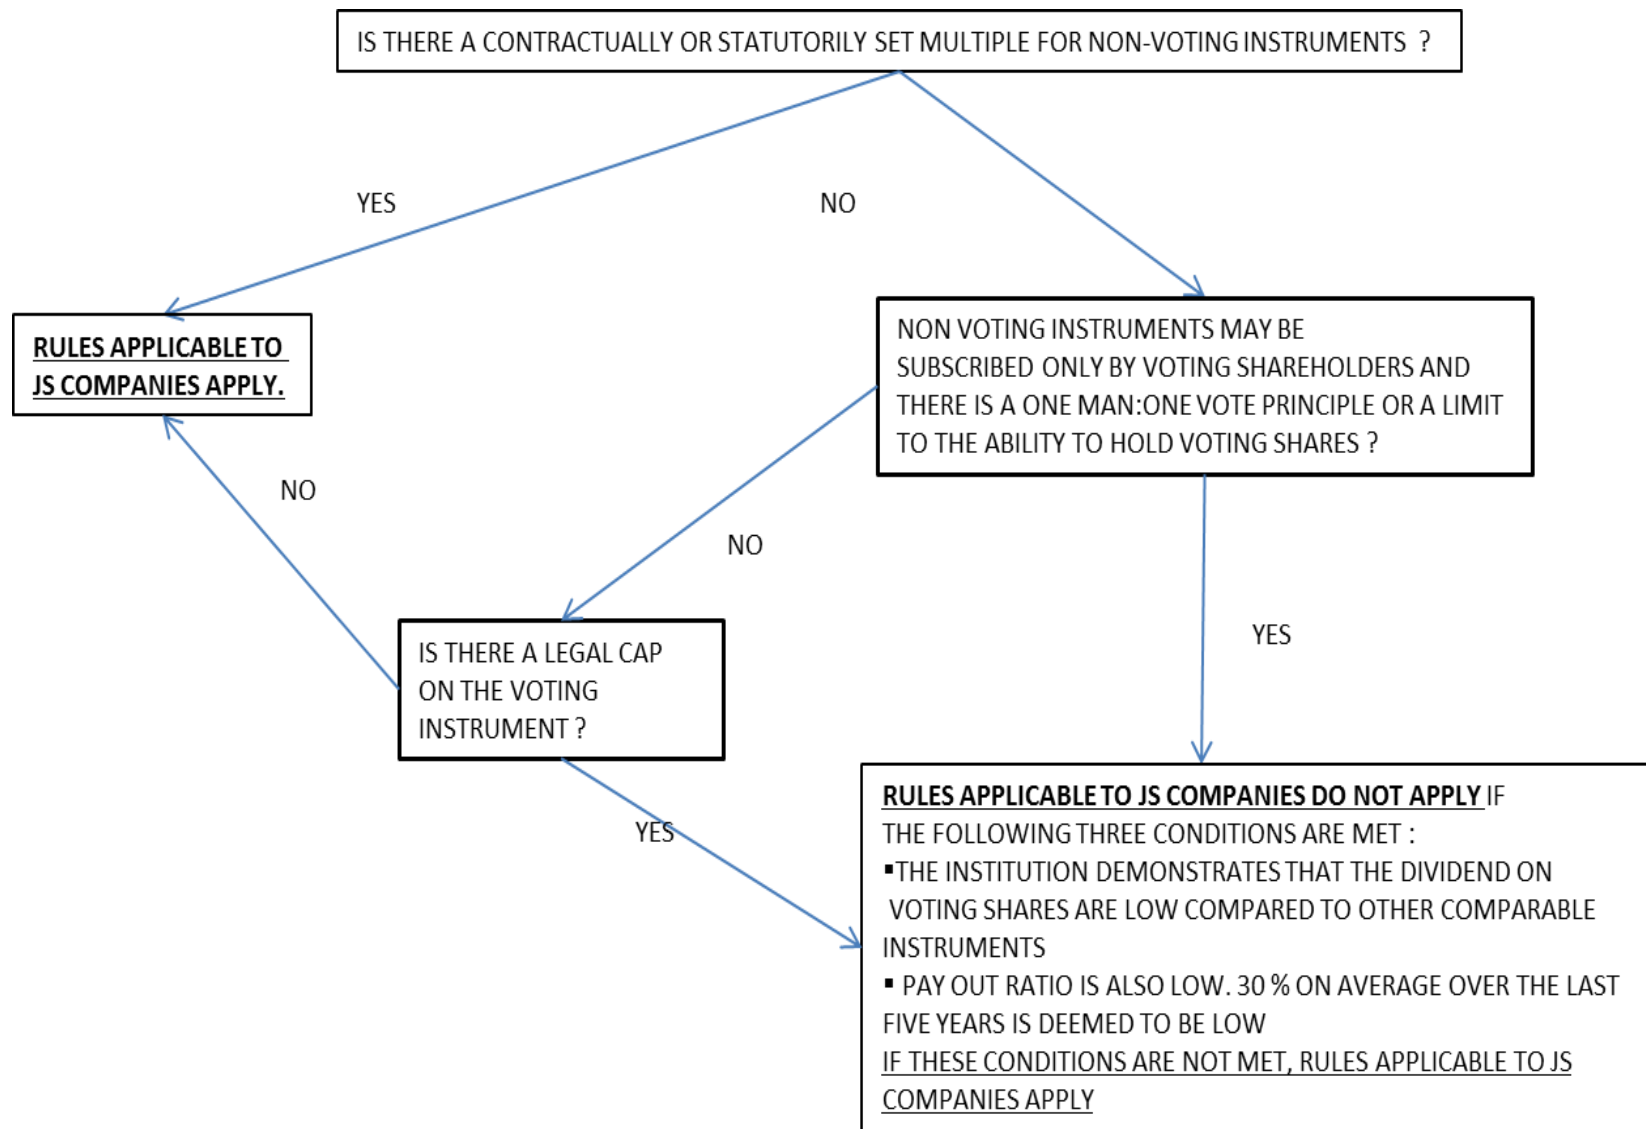 IS THERE A CONTRACTUALLY OR STATUTORILY SET MULTIPLE FOR NON-VOTING INSTRUMENTS ?
YES
NO
RULES APPLICABLE TO
JS COMPANIES APPLY.
NON VOTING INSTRUMENTS MAY BE
SUBSCRIBED ONLY BY VOTING SHAREHOLDERS AND
THERE IS A ONE MAN:ONE VOTE PRINCIPLE OR A LIMIT
TO THE ABILITY TO HOLD VOTING SHARES ?
NO
NO
YES
IS THERE A LEGAL CAP
ON THE VOTING
INSTRUMENT ?
YES
RULES APPLICABLE TO JS COMPANIES DO NOT APPLY IF
THE FOLLOWING THREE CONDITIONS ARE MET :
▪THE INSTITUTION DEMONSTRATES THAT THE DIVIDEND ON
VOTING SHARES ARE LOW COMPARED TO OTHER COMPARABLE
INSTRUMENTS
▪ PAY OUT RATIO IS ALSO LOW. 30 % ON AVERAGE OVER THE LAST
FIVE YEARS IS DEEMED TO BE LOW
IF THESE CONDITIONS ARE NOT MET, RULES APPLICABLE TO JS
COMPANIES APPLY